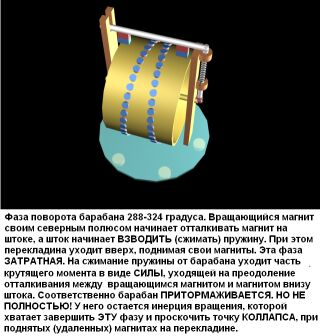 Фаза поворота барабана 288-324 градуса. Вращающийся магнит
своим северным полюсом начинает отталкивать магнит на
штоке, а шток начинает ВЗВОДИТЬ (сжимать) пружину. При этом
перекладина уходит вверх, поднимая свои магниты. Эта фаза
ЗАТРАТНАЯ. На сжимание пружины от барабана уходит часть
крутящего момента в виде СИЛЫ, уходящей на преодоление
отталкивания между вращающимся магнитом и магнитом внизу
штока. Соответственно барабан ПРИТОРМАЖИВАЕТСЯ. НО НЕ
ПОЛНОСТЬЮ! У него остается инерция вращения, которой
хватает завершить ЭТУ фазу и проскочить точку КОЛЛАПСА, при
поднятых (удаленных) магнитах на перекладине.